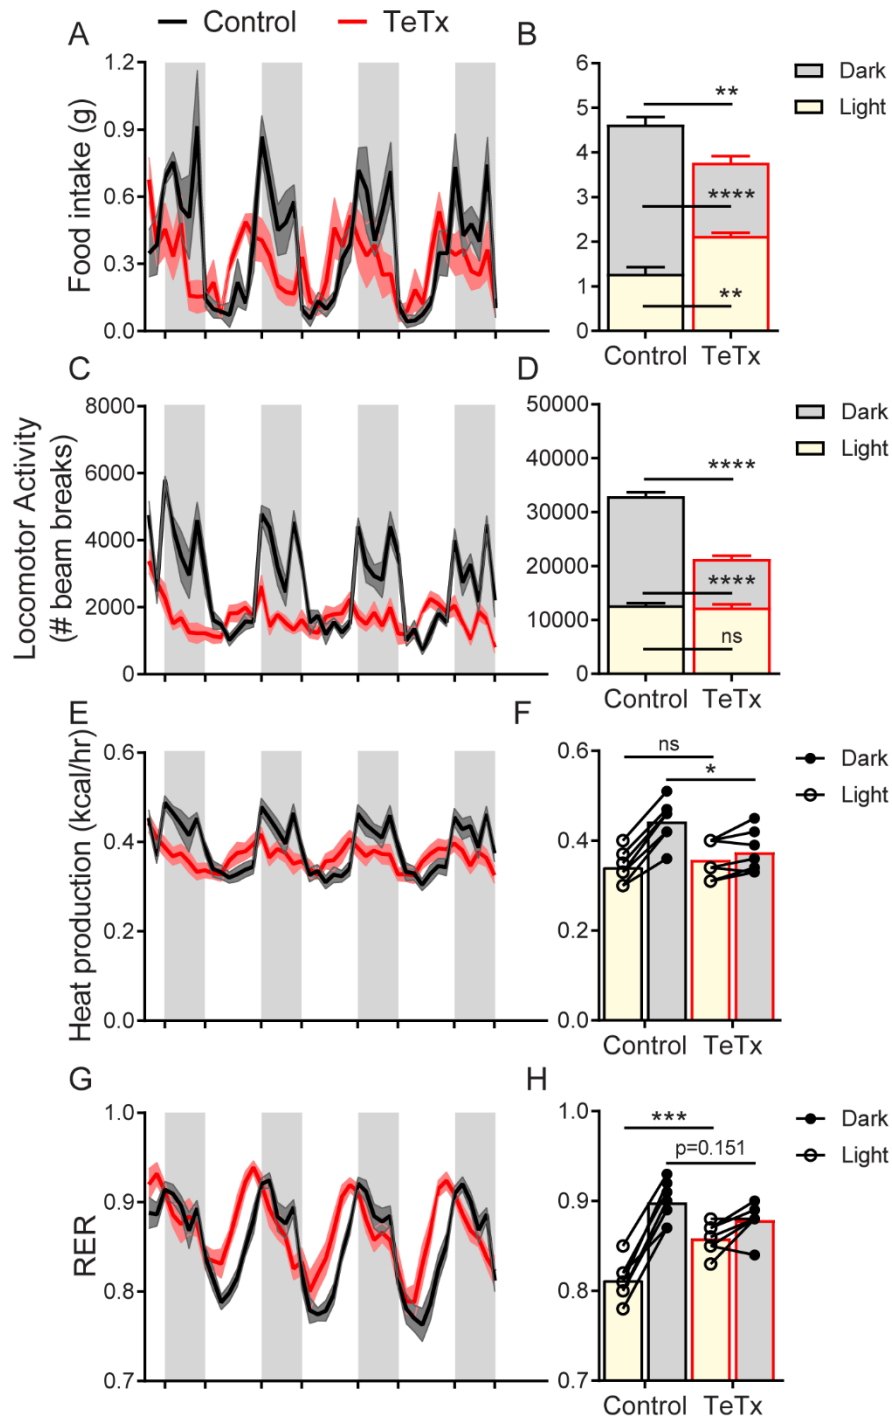 Control TeTx
A
Food intake (g)
1.2
0.9
0.6
0.3
0.0
B
6
5
4
3
2
1
0
**
****
**
Control TeTx
Dark
Light
C
Locomotor Activity
(# beam breaks)
8000
6000
4000
2000
0
D
50000
40000
30000
20000
10000
0
****
****
ns
Control TeTx
Dark
Light
E
Heat production (kcal/hr)
0.6
0.4
0.2
0.0
F
0.6
0.4
0.2
0.0
ns
*
Control TeTx
Dark
Light
G
RER
1.0
0.9
0.8
0.7
H
1.0
0.9
0.8
0.7
***
p=0.151
Control TeTx
Dark
Light